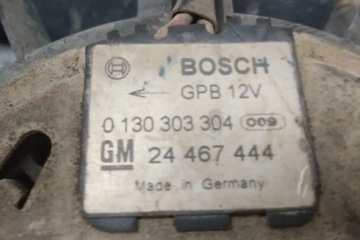 BOSCH
← GPB 12V
0 130 303 304 009
GM 24 467 444
Made in Germany